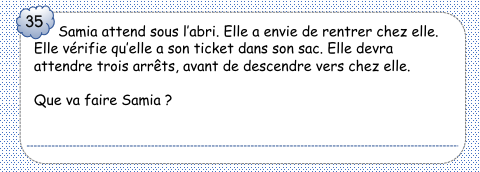 35
Samia attend sous l'abri. Elle a envie de rentrer chez elle.
Elle vérifie qu'elle a son ticket dans son sac. Elle devra
attendre trois arrêts, avant de descendre vers chez elle.
Que va faire Samia ?